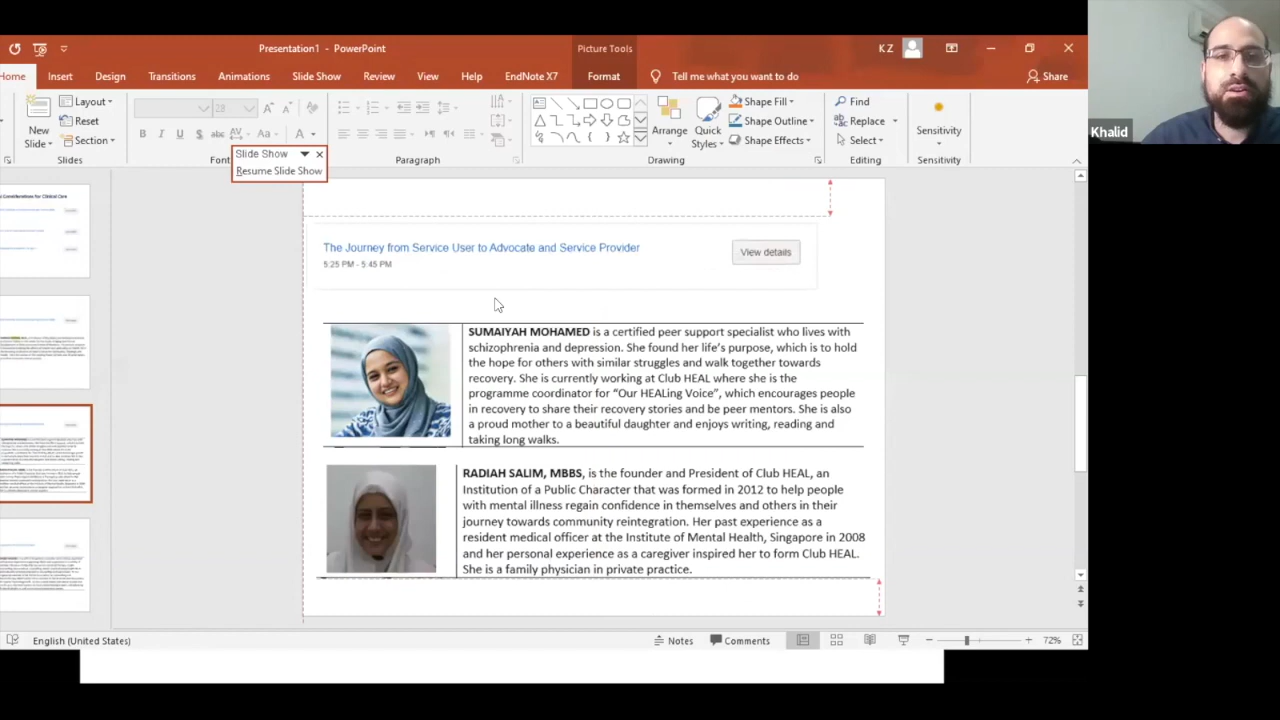 Presentation1 - PowerPoint
Picture Tools
K Z
Home Insert Design Transitions Animations Slide Show Review View Help EndNote X7 Format Tell me what you want to do Share
New Slide
Layout
Reset
Section
Slides
Slide Show
Resume Slide Show
Paragraph
Arrange
Quick Styles
Shape Fill
Shape Outline
Shape Effects
Drawing
Find
Replace
Select
Editing
Sensitivity
Sensitivity
Khalid
The Journey from Service User to Advocate and Service Provider
5:25 PM - 5:45 PM
View details
SUMAIYAH MOHAMED is a certified peer support specialist who lives with
schizophrenia and depression. She found her life's purpose, which is to hold
the hope for others with similar struggles and walk together towards
recovery. She is currently working at Club HEAL where she is the
programme coordinator for “Our HEALing Voice”, which encourages people
in recovery to share their recovery stories and be peer mentors. She is also
a proud mother to a beautiful daughter and enjoys writing, reading and
taking long walks.
RADIAH SALIM, MBBS, is the founder and President of Club HEAL, an
Institution of a Public Character that was formed in 2012 to help people
with mental illness regain confidence in themselves and others in their
journey towards community reintegration. Her past experience as a
resident medical officer at the Institute of Mental Health, Singapore in 2008
and her personal experience as a caregiver inspired her to form Club HEAL.
She is a family physician in private practice.
English (United States)
Notes
Comments
72%